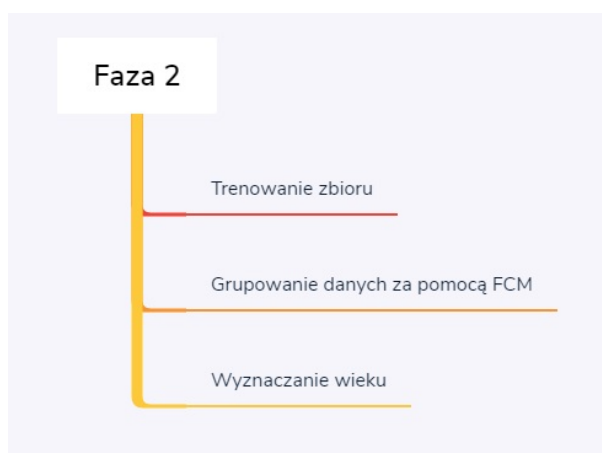 Faza 2
Trenowanie zbioru
Grupowanie danych za pomocą FCM
Wyznaczanie wieku